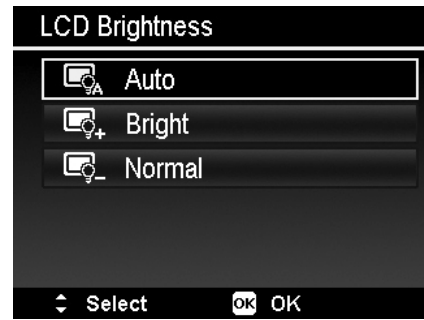 LCD Brightness
A Auto
+ Bright
− Normal
Select OK OK